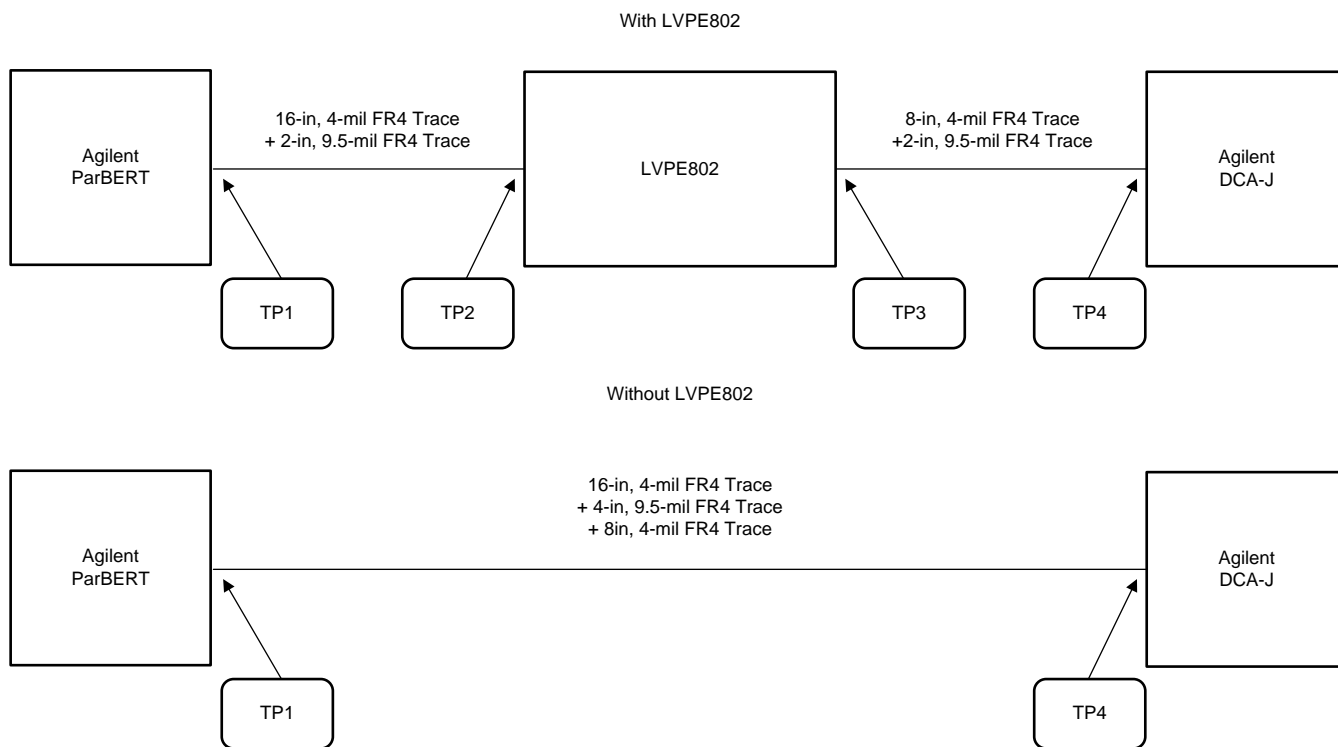 With LVPE802
Agilent
ParBERT
16-in, 4-mil FR4 Trace
+ 2-in, 9.5-mil FR4 Trace
LVPE802
8-in, 4-mil FR4 Trace
+2-in, 9.5-mil FR4 Trace
Agilent
DCA-J
TP1
TP2
TP3
TP4
Without LVPE802
Agilent
ParBERT
16-in, 4-mil FR4 Trace
+ 4-in, 9.5-mil FR4 Trace
+ 8in, 4-mil FR4 Trace
Agilent
DCA-J
TP1
TP4